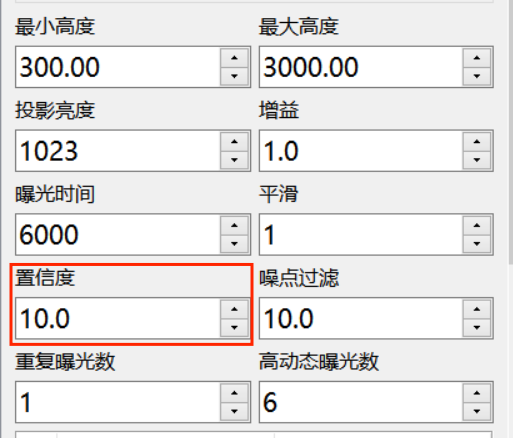 最小高度 最大高度
300.00 3000.00
投影亮度 增益
1023 1.0
曝光时间 平滑
6000 1
置信度 噪点过滤
10.0 10.0
重复曝光数 高动态曝光数
1 6